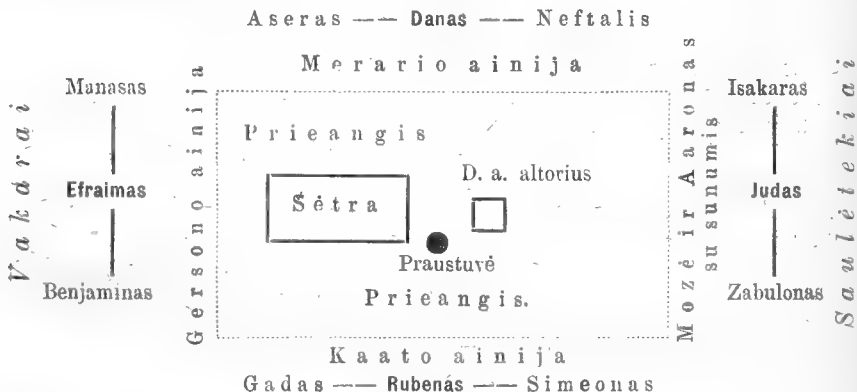 Aseras —— Danas —— Neftalis
Merario ainija
Vakarai
Manasas
Efraimas
Benjaminas
Gersono ainija
Prieangis
Šėtra
D. a. altorius
Praustuvė
Prieangis.
Mozė ir Aaronas
su sunumis
Isakaras
Judas
Zabulonas
Saulėtekiai
Kaato ainija
Gadas —— Rubenas —— Simeonas